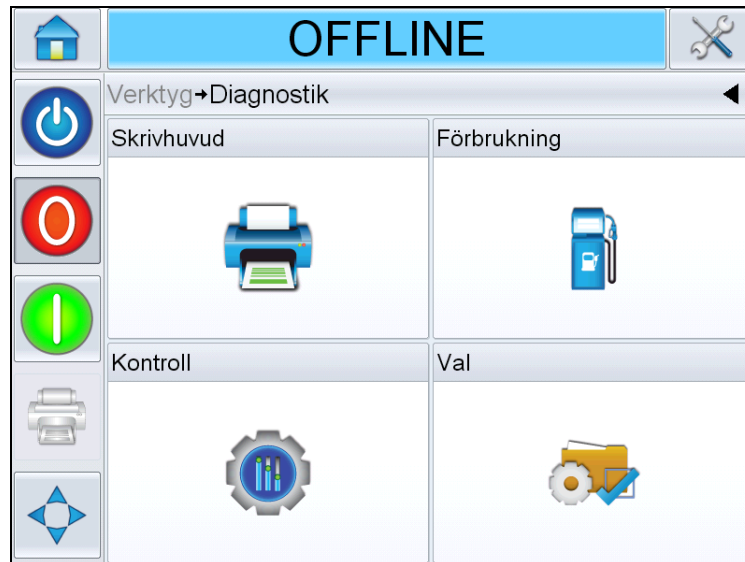 OFFLINE
Verktyg→Diagnostik
Skrivhuvud
Förbrukning
Kontroll
Val